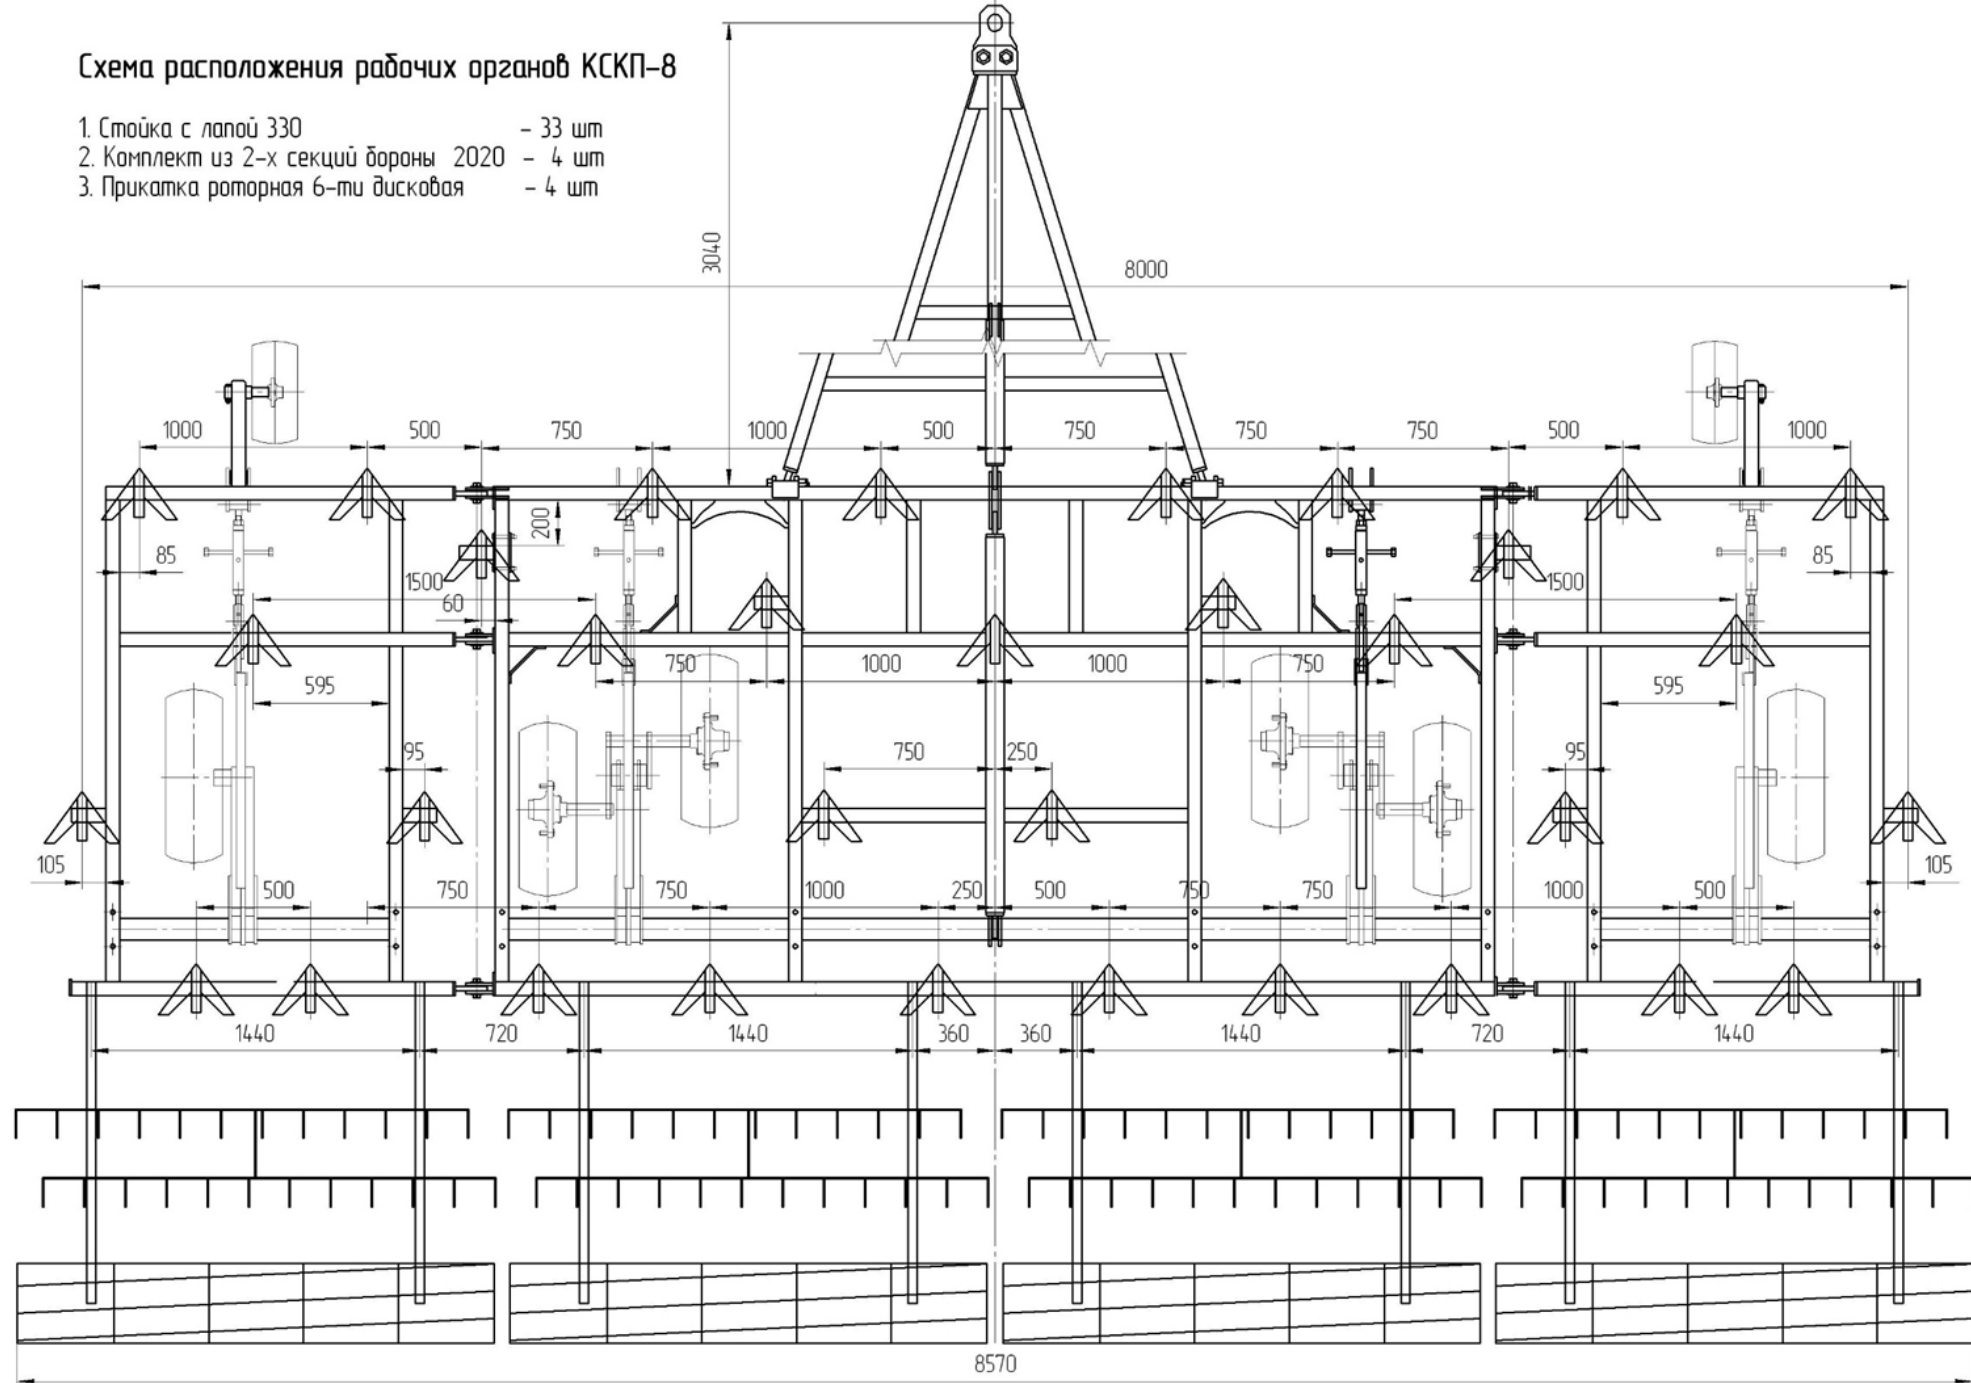 Схема расположения рабочих органов КСКП-8
1. Стойка с лапой 330 - 33 шт
2. Комплект из 2-х секций бороны 2020 - 4 шт
3. Прикатка роторная 6-ти дисковая - 4 шт
3040
8000
1000 500 750 1000 500 750 750 750 500 1000
200
85 85
1500 1500
60
750 1000 1000 750
595 595
95 750 250 95
105 105
500 750 750 1000 250 500 750 750 1000 500
1440 720 1440 360 360 1440 720 1440
8570